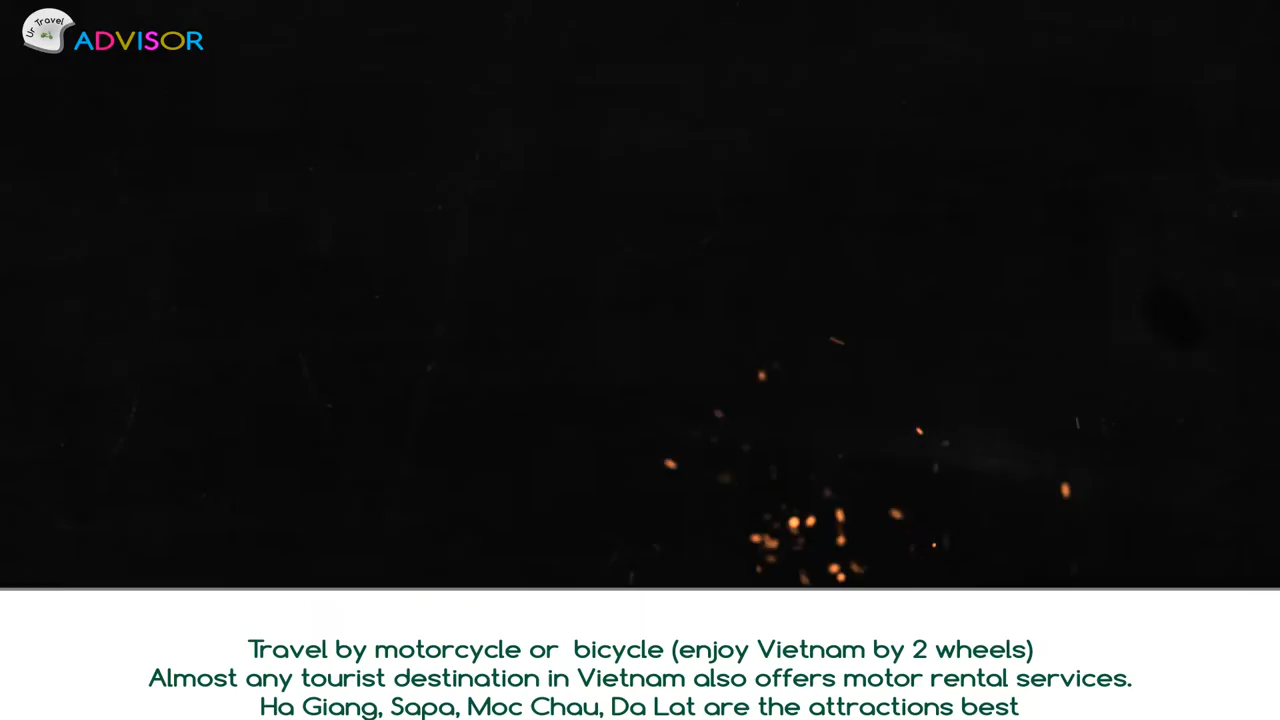 Ur Travel
ADVISOR
Travel by motorcycle or  bicycle (enjoy Vietnam by 2 wheels)
Almost any tourist destination in Vietnam also offers motor rental services.
Ha Giang, Sapa, Moc Chau, Da Lat are the attractions best